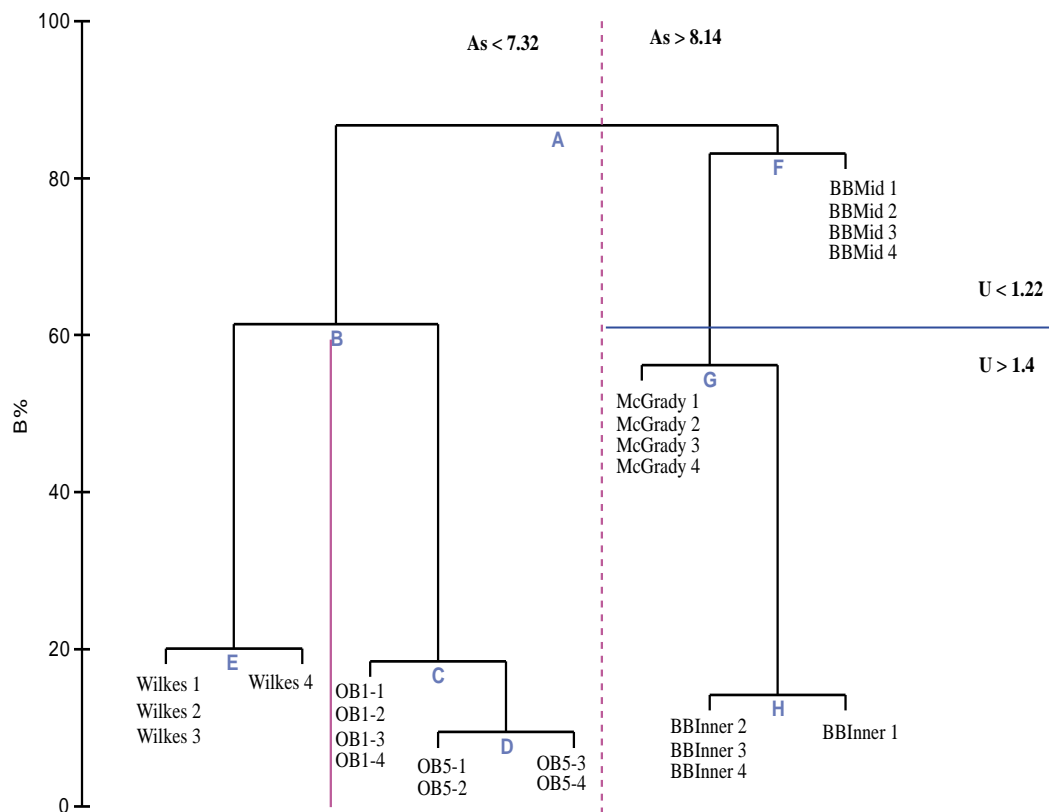 100
As < 7.32
As > 8.14
A
F
80
BBMid 1
BBMid 2
BBMid 3
BBMid 4
U < 1.22
60
B
U > 1.4
G
B%
McGrady 1
McGrady 2
McGrady 3
McGrady 4
40
20
E
C
Wilkes 1
Wilkes 2
Wilkes 3
Wilkes 4
OB1-1
OB1-2
OB1-3
OB1-4
D
OB5-1
OB5-2
OB5-3
OB5-4
H
BBInner 2
BBInner 3
BBInner 4
BBInner 1
0